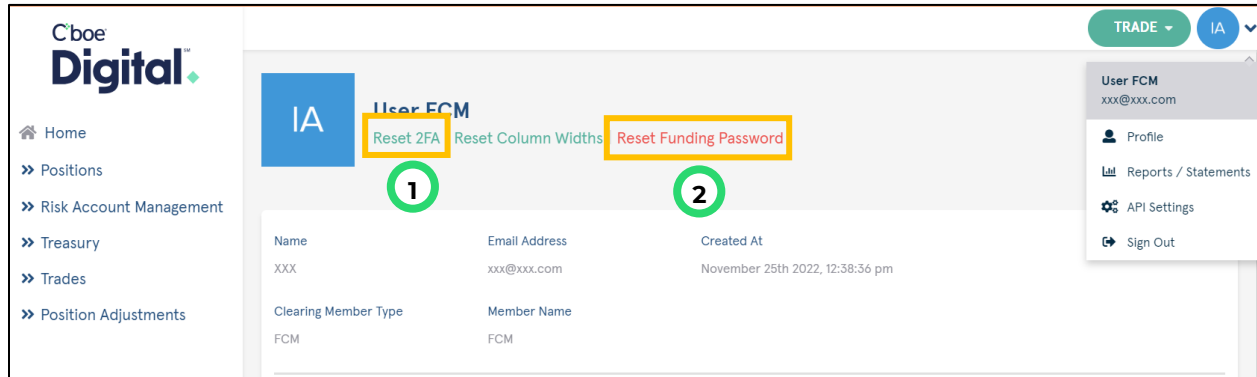 Cboe
Digital™
Home
Positions
Risk Account Management
Treasury
Trades
Position Adjustments
TRADE
IA
IA
User FCM
Reset 2FA
Reset Column Widths
Reset Funding Password
1
2
Name
Email Address
Created At
XXX
xxx@xxx.com
November 25th 2022, 12:38:36 pm
Clearing Member Type
Member Name
FCM
FCM
User FCM
xxx@xxx.com
Profile
Reports / Statements
API Settings
Sign Out